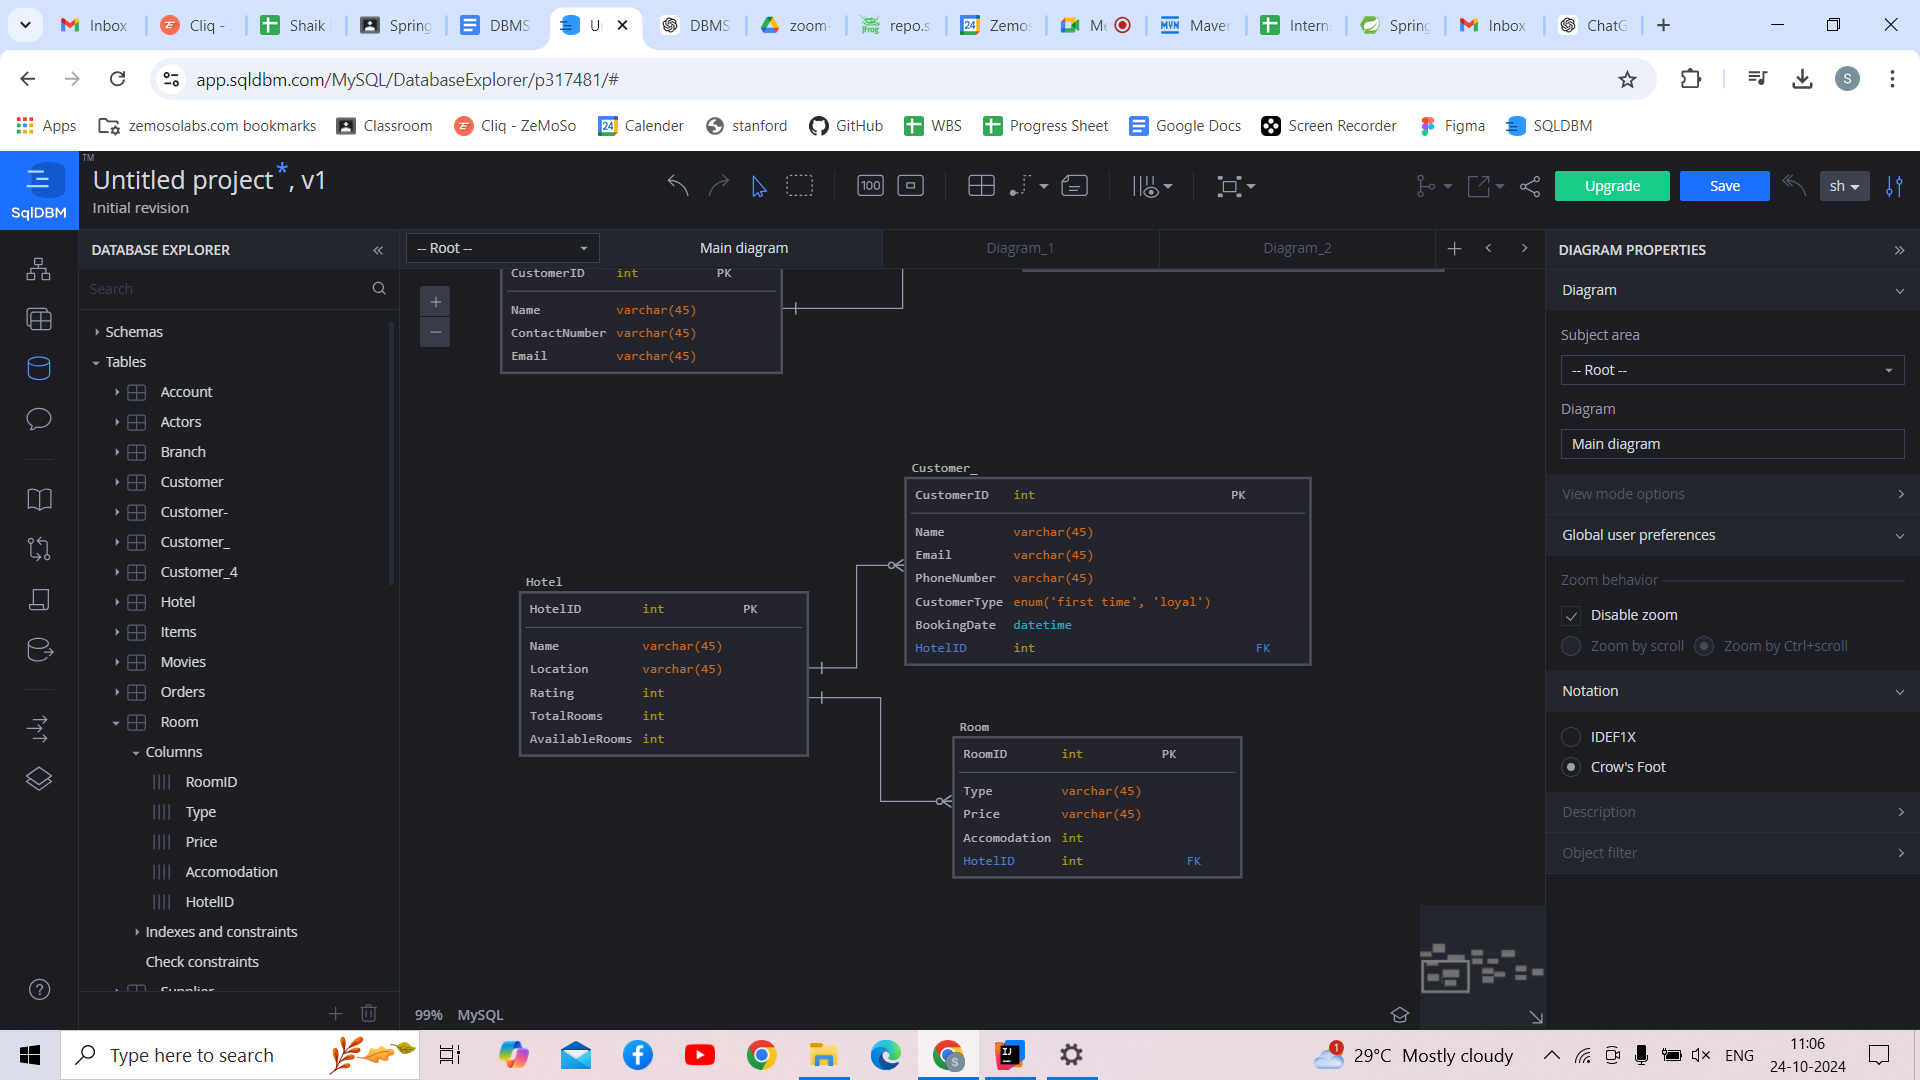 Inbox
Cliq - Z
Shaik
Spring
DBMS
Un
DBMS
zoom-
repo.s
24
Zemos
Me
MVN
Maver
Intern
Spring
Inbox
ChatG
app.sqldbm.com/MySQL/DatabaseExplorer/p317481/#
S
Apps
zemosolabs.com bookmarks
Classroom
Cliq - ZeMoSo
Calender
stanford
GitHub
WBS
Progress Sheet
Google Docs
Screen Recorder
Figma
SQLDBM
SqlDBM
TM
Untitled project*, v1
Initial revision
100
Upgrade
Save
sh
DATABASE EXPLORER
-- Root --
Main diagram
Diagram_1
Diagram_2
DIAGRAM PROPERTIES
Search
Schemas
Tables
Account
Actors
Branch
Customer
Customer-
Customer_
Customer_4
Hotel
Items
Movies
Orders
Room
Columns
RoomID
Type
Price
Accomodation
HotelID
Indexes and constraints
Check constraints
Supplier
CustomerID int PK
Name varchar(45)
ContactNumber varchar(45)
Email varchar(45)
Customer_
CustomerID int PK
Name varchar(45)
Email varchar(45)
PhoneNumber varchar(45)
CustomerType enum('first time', 'loyal')
BookingDate datetime
HotelID int FK
Hotel
HotelID int PK
Name varchar(45)
Location varchar(45)
Rating int
TotalRooms int
AvailableRooms int
Room
RoomID int PK
Type varchar(45)
Price varchar(45)
Accomodation int
HotelID int FK
99% MySQL
Diagram
Subject area
-- Root --
Diagram
Main diagram
View mode options
Global user preferences
Zoom behavior
Disable zoom
Zoom by scroll
Zoom by Ctrl+scroll
Notation
IDEF1X
Crow's Foot
Description
Object filter
Type here to search
1
29°C Mostly cloudy
ENG
11:06
24-10-2024